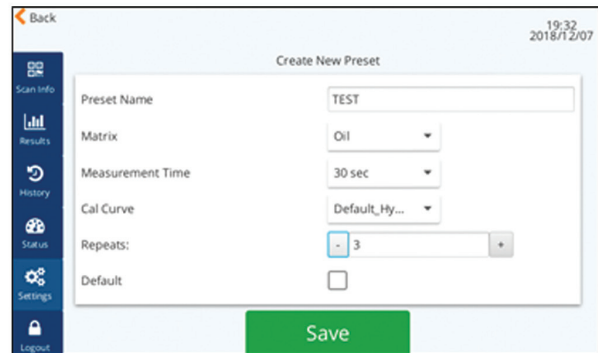 Back
19:32
2018/12/07
Create New Preset
Scan Info
Results
History
Status
Settings
Logout
Preset Name TEST
Matrix Oil
Measurement Time 30 sec
Cal Curve Default_Hy...
Repeats: - 3 +
Default
Save